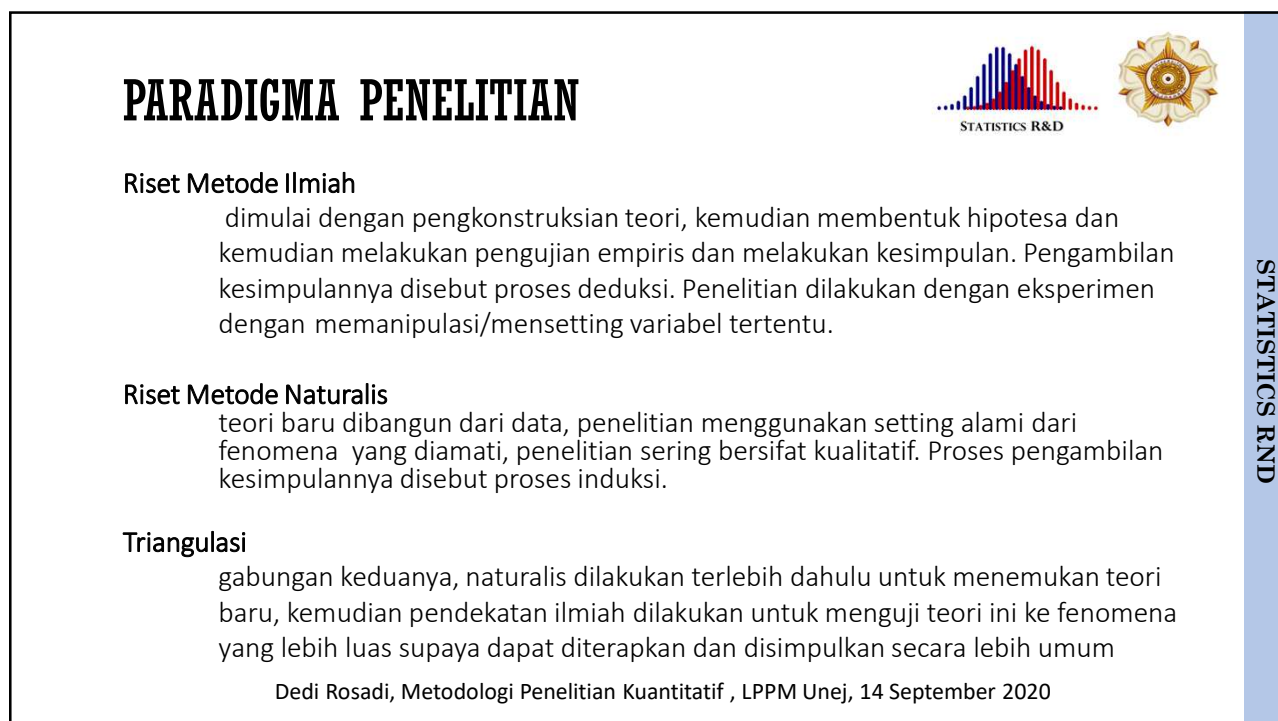 PARADIGMA PENELITIAN
STATISTICS R&D
Riset Metode Ilmiah
dimulai dengan pengkonstruksian teori, kemudian membentuk hipotesa dan
kemudian melakukan pengujian empiris dan melakukan kesimpulan. Pengambilan
kesimpulannya disebut proses deduksi. Penelitian dilakukan dengan eksperimen
dengan memanipulasi/mensetting variabel tertentu.
Riset Metode Naturalis
teori baru dibangun dari data, penelitian menggunakan setting alami dari
fenomena yang diamati, penelitian sering bersifat kualitatif. Proses pengambilan
kesimpulannya disebut proses induksi.
Triangulasi
gabungan keduanya, naturalis dilakukan terlebih dahulu untuk menemukan teori
baru, kemudian pendekatan ilmiah dilakukan untuk menguji teori ini ke fenomena
yang lebih luas supaya dapat diterapkan dan disimpulkan secara lebih umum
Dedi Rosadi, Metodologi Penelitian Kuantitatif , LPPM Unej, 14 September 2020
STATISTICS RND